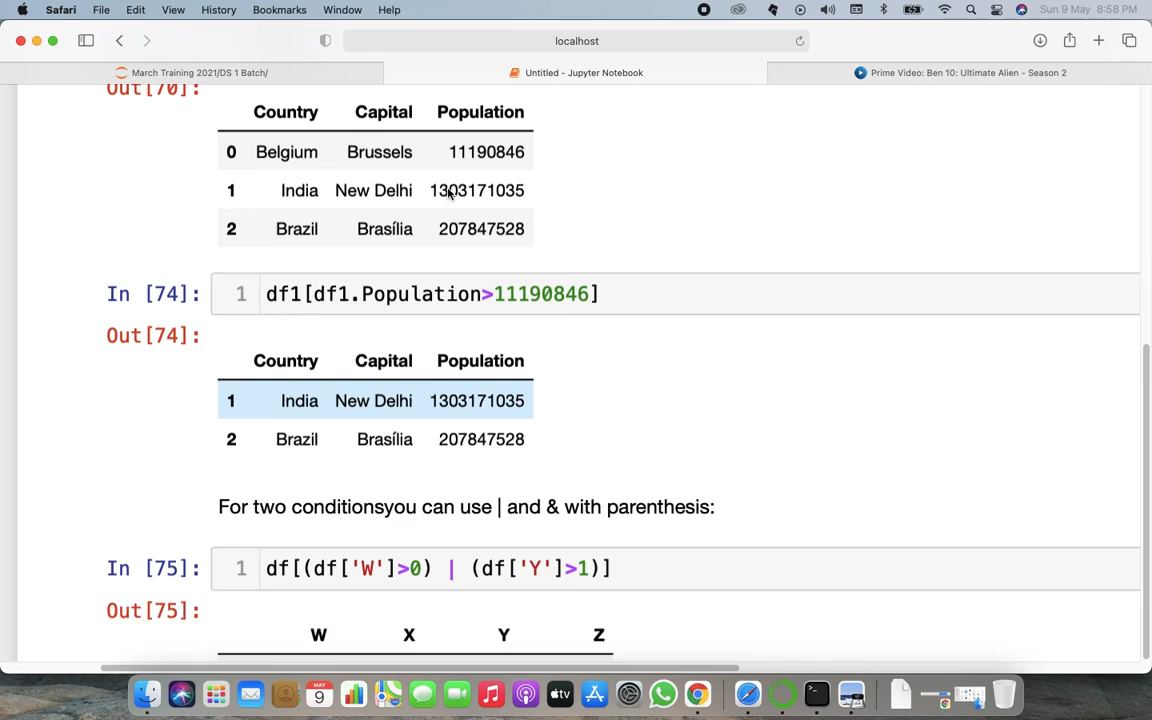 Safari File Edit View History Bookmarks Window Help Sun 9 May 8:58 PM
localhost
March Training 2021/DS 1 Batch/ Untitled - Jupyter Notebook Prime Video: Ben 10: Ultimate Alien - Season 2
Out[70]:
Country Capital Population
0 Belgium Brussels 11190846
1 India New Delhi 1303171035
2 Brazil Brasília 207847528
In [74]: 1 df1[df1.Population>11190846]
Out[74]:
Country Capital Population
1 India New Delhi 1303171035
2 Brazil Brasília 207847528
For two conditionsyou can use | and & with parenthesis:
In [75]: 1 df[(df['W']>0) | (df['Y']>1)]
Out[75]:
W X Y Z
MAY
9
tv